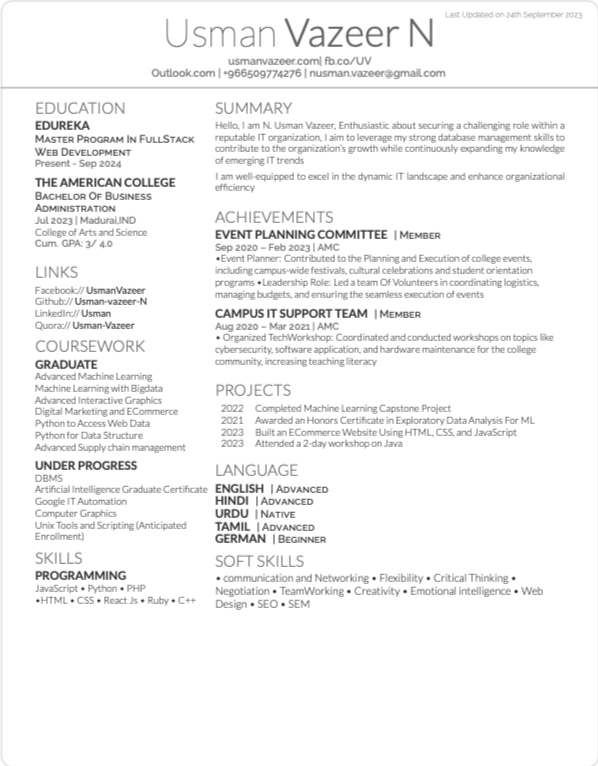 Last Updated on 24th September 2023
Usman Vazeer N
usmanvazeer.com| fb.co/UV
Outlook.com | +966509774276 | nusman.vazeer@gmail.com
EDUCATION
EDUREKA
Master Program In FullStack
Web Development
Present - Sep 2024
THE AMERICAN COLLEGE
Bachelor Of Business
Administration
Jul 2023 | Madurai,IND
College of Arts and Science
Cum. GPA: 3/ 4.0
LINKS
Facebook:// UsmanVazeer
Github:// Usman-vazeer-N
LinkedIn:// Usman
Quora:// Usman-Vazeer
COURSEWORK
GRADUATE
Advanced Machine Learning
Machine Learning with Bigdata
Advanced Interactive Graphics
Digital Marketing and ECommerce
Python to Access Web Data
Python for Data Structure
Advanced Supply chain management
UNDER PROGRESS
DBMS
Artificial Intelligence Graduate Certificate
Google IT Automation
Computer Graphics
Unix Tools and Scripting (Anticipated
Enrollment)
SKILLS
PROGRAMMING
JavaScript • Python • PHP
•HTML • CSS • React Js • Ruby • C++
SUMMARY
Hello, I am N. Usman Vazeer, Enthusiastic about securing a challenging role within a
reputable IT organization, I aim to leverage my strong database management skills to
contribute to the organization's growth while continuously expanding my knowledge
of emerging IT trends
I am well-equipped to excel in the dynamic IT landscape and enhance organizational
efficiency
ACHIEVEMENTS
EVENT PLANNING COMMITTEE | Member
Sep 2020 – Feb 2023 | AMC
•Event Planner: Contributed to the Planning and Execution of college events,
including campus-wide festivals, cultural celebrations and student orientation
programs •Leadership Role: Led a team Of Volunteers in coordinating logistics,
managing budgets, and ensuring the seamless execution of events
CAMPUS IT SUPPORT TEAM | Member
Aug 2020 – Mar 2021 | AMC
• Organized TechWorkshop: Coordinated and conducted workshops on topics like
cybersecurity, software application, and hardware maintenance for the college
community, increasing teaching literacy
PROJECTS
2022 Completed Machine Learning Capstone Project
2021 Awarded an Honors Certificate in Exploratory Data Analysis For ML
2023 Built an ECommerce Website Using HTML, CSS, and JavaScript
2023 Attended a 2-day workshop on Java
LANGUAGE
ENGLISH | Advanced
HINDI | Advanced
URDU | Native
TAMIL | Advanced
GERMAN | Beginner
SOFT SKILLS
• communication and Networking • Flexibility • Critical Thinking •
Negotiation • TeamWorking • Creativity • Emotional intelligence • Web
Design • SEO • SEM